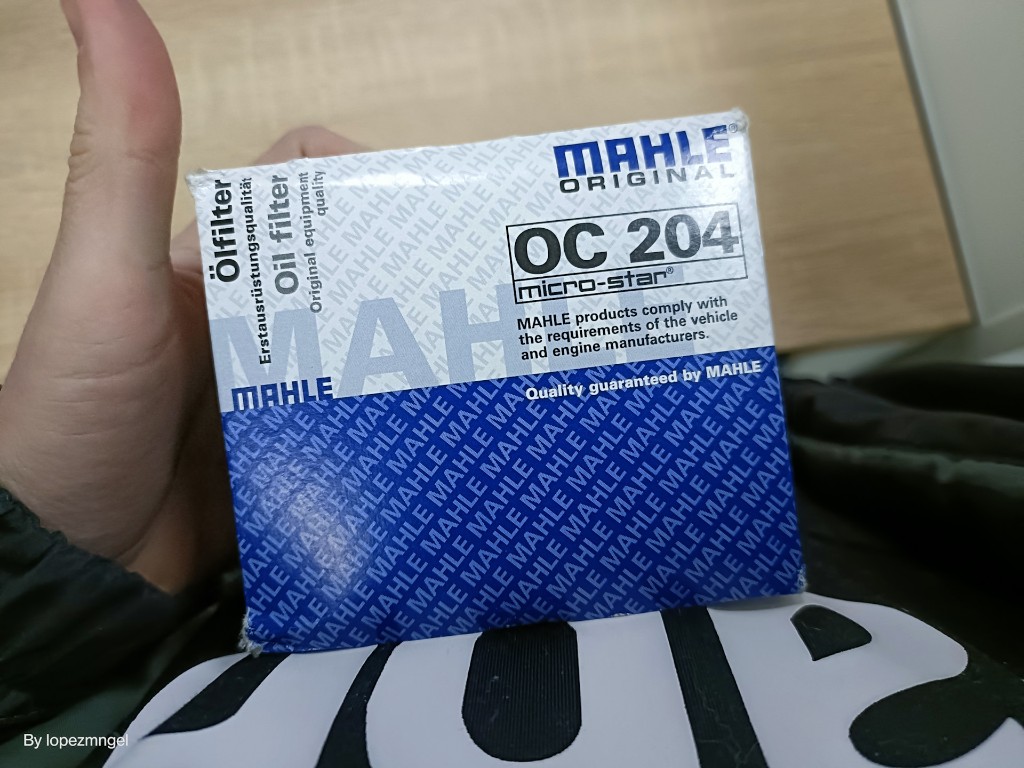 Ölfilter
Erstausrüstungsqualität
Oil filter
Original equipment
quality
MAHLE
MAHLE®
ORIGINAL
OC 204
micro-star®
MAHLE products comply with
the requirements of the vehicle
and engine manufacturers.
Quality guaranteed by MAHLE
MAHLE
By lopezmngel